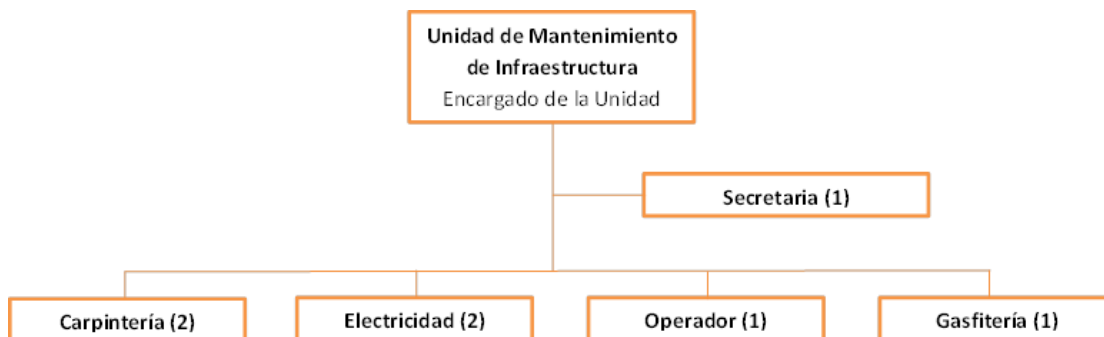 Unidad de Mantenimiento
de Infraestructura
Encargado de la Unidad
Secretaria (1)
Carpintería (2)
Electricidad (2)
Operador (1)
Gasfitería (1)